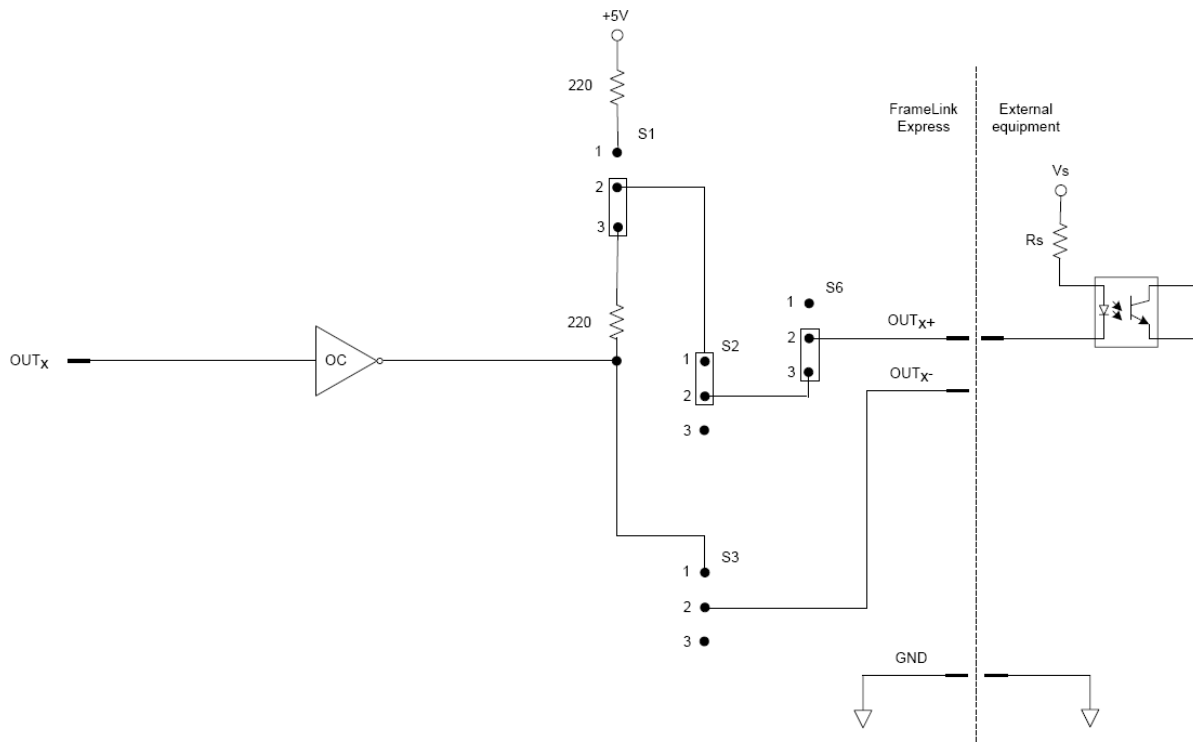 +5V
220
S1
1
2
3
FrameLink
Express
External
equipment
Vs
Rs
220
S6
1
2
3
OUTX+
OUTX
OC
S2
1
2
3
OUTX-
S3
1
2
3
GND